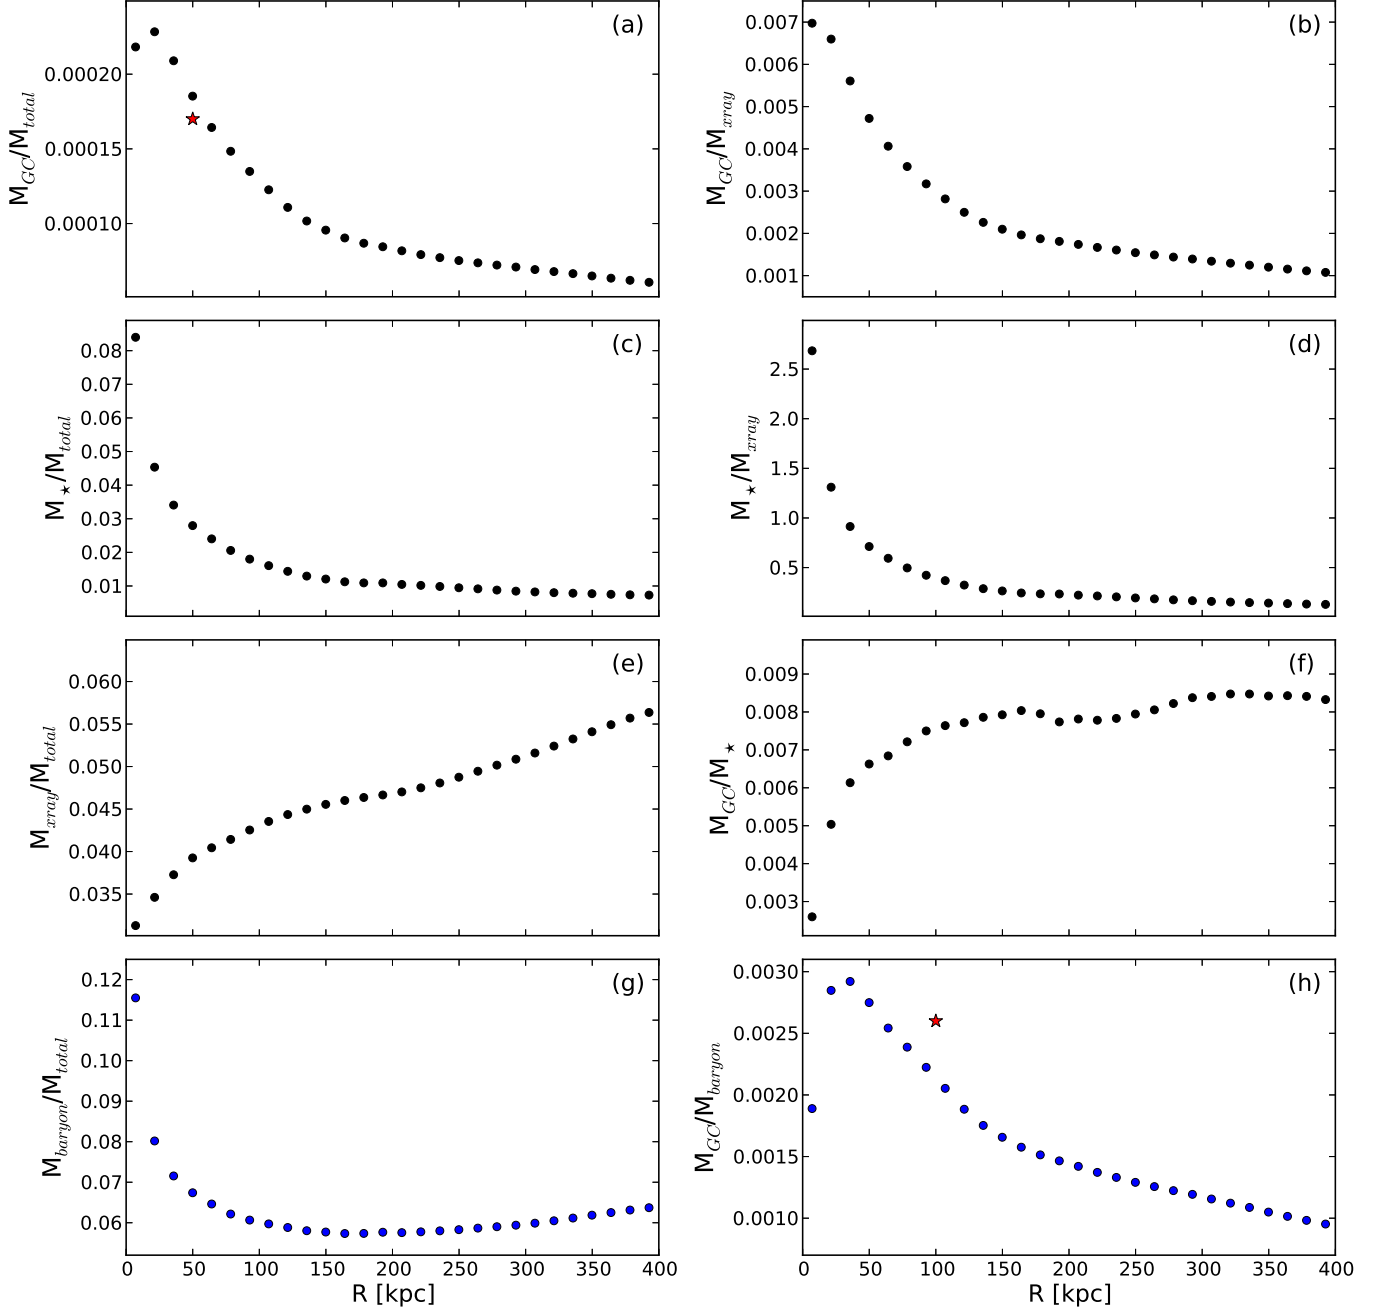 (a)
M_GC/M_total
0.00020
0.00015
0.00010
(b)
M_GC/M_xray
0.007
0.006
0.005
0.004
0.003
0.002
0.001
(c)
M_★/M_total
0.08
0.07
0.06
0.05
0.04
0.03
0.02
0.01
(d)
M_★/M_xray
2.5
2.0
1.5
1.0
0.5
(e)
M_xray/M_total
0.060
0.055
0.050
0.045
0.040
0.035
(f)
M_GC/M_★
0.009
0.008
0.007
0.006
0.005
0.004
0.003
(g)
M_baryon/M_total
0.12
0.11
0.10
0.09
0.08
0.07
0.06
0 50 100 150 200 250 300 350 400
R [kpc]
(h)
M_GC/M_baryon
0.0030
0.0025
0.0020
0.0015
0.0010
0 50 100 150 200 250 300 350 400
R [kpc]